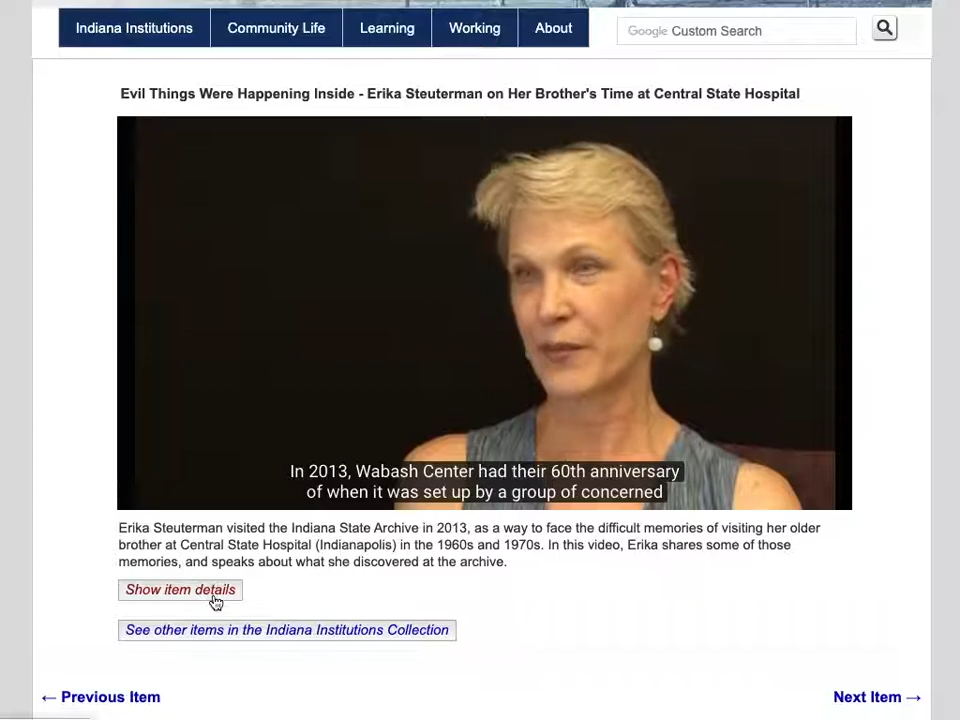 Indiana Institutions
Community Life
Learning
Working
About
Google Custom Search
Evil Things Were Happening Inside - Erika Steuterman on Her Brother's Time at Central State Hospital
In 2013, Wabash Center had their 60th anniversary
of when it was set up by a group of concerned
Erika Steuterman visited the Indiana State Archive in 2013, as a way to face the difficult memories of visiting her older
brother at Central State Hospital (Indianapolis) in the 1960s and 1970s. In this video, Erika shares some of those
memories, and speaks about what she discovered at the archive.
Show item details
See other items in the Indiana Institutions Collection
← Previous Item
Next Item →